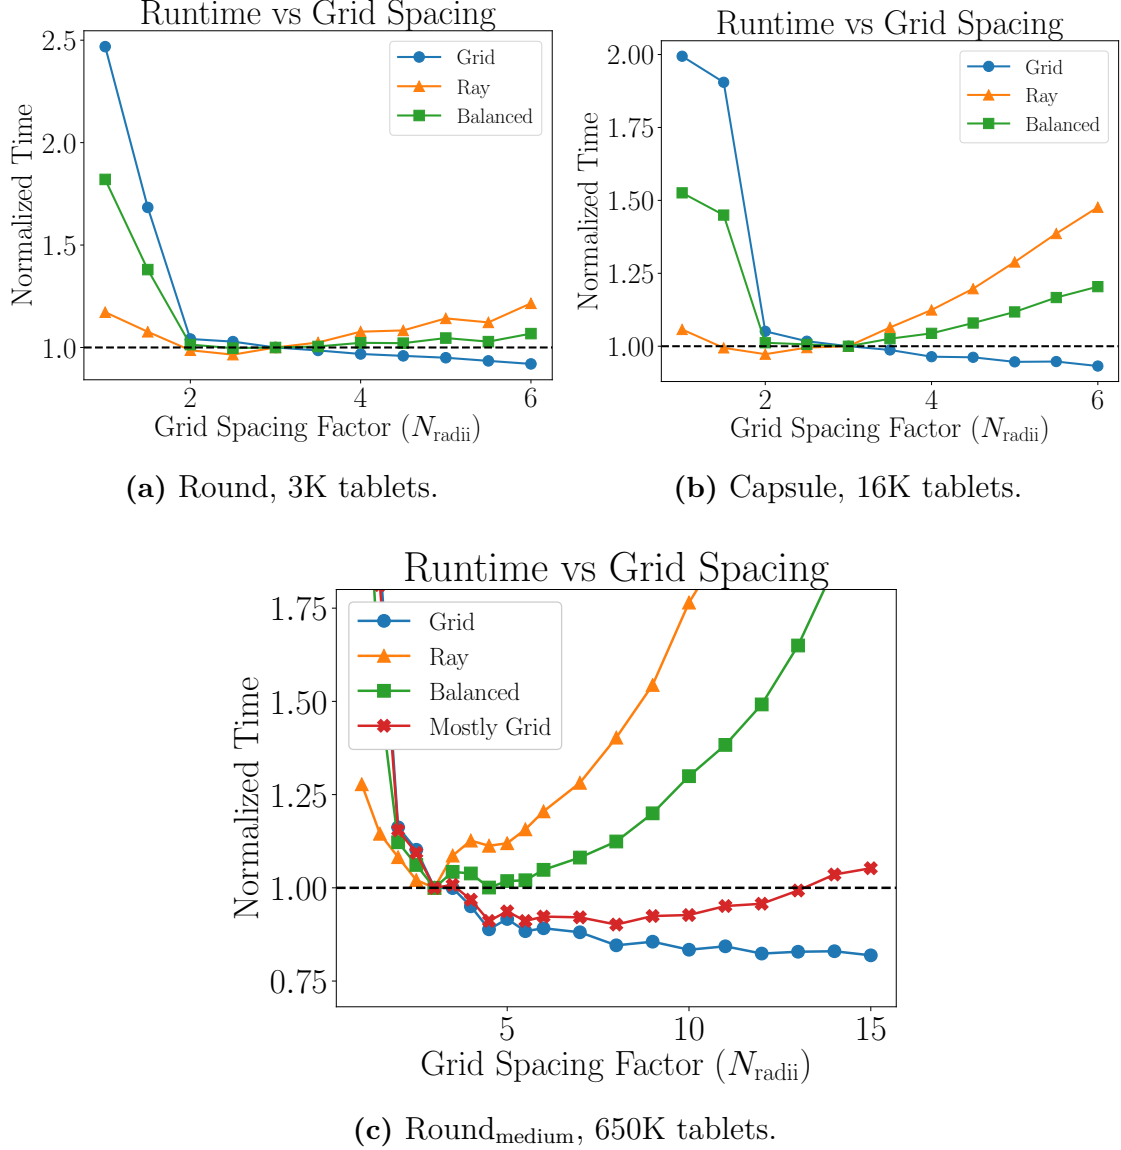 Runtime vs Grid Spacing
Normalized Time
2.5
2.0
1.5
1.0
Grid
Ray
Balanced
2
4
6
Grid Spacing Factor (N_radii)
(a) Round, 3K tablets.
Runtime vs Grid Spacing
Normalized Time
2.00
1.75
1.50
1.25
1.00
Grid
Ray
Balanced
2
4
6
Grid Spacing Factor (N_radii)
(b) Capsule, 16K tablets.
Runtime vs Grid Spacing
Normalized Time
1.75
1.50
1.25
1.00
0.75
Grid
Ray
Balanced
Mostly Grid
5
10
15
Grid Spacing Factor (N_radii)
(c) Round_medium, 650K tablets.